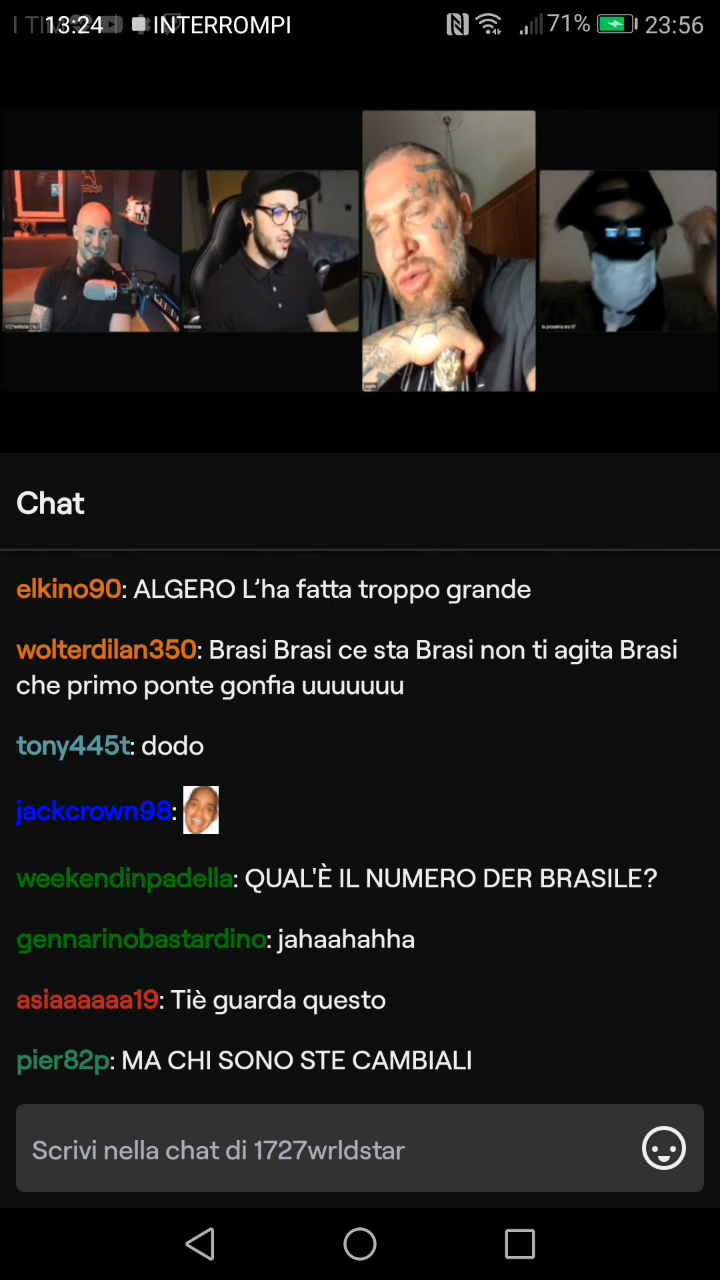 13:24 INTERROMPI 71% 23:56
Chat
elkino90: ALGERO L'ha fatta troppo grande
wolterdilan350: Brasi Brasi ce sta Brasi non ti agita Brasi
che primo ponte gonfia uuuuuuu
tony445t: dodo
jackcrown98:
weekendinpadella: QUAL'È IL NUMERO DER BRASILE?
gennarinobastardino: jahaahahha
asiaaaaaa19: Tiè guarda questo
pier82p: MA CHI SONO STE CAMBIALI
Scrivi nella chat di 1727wrldstar